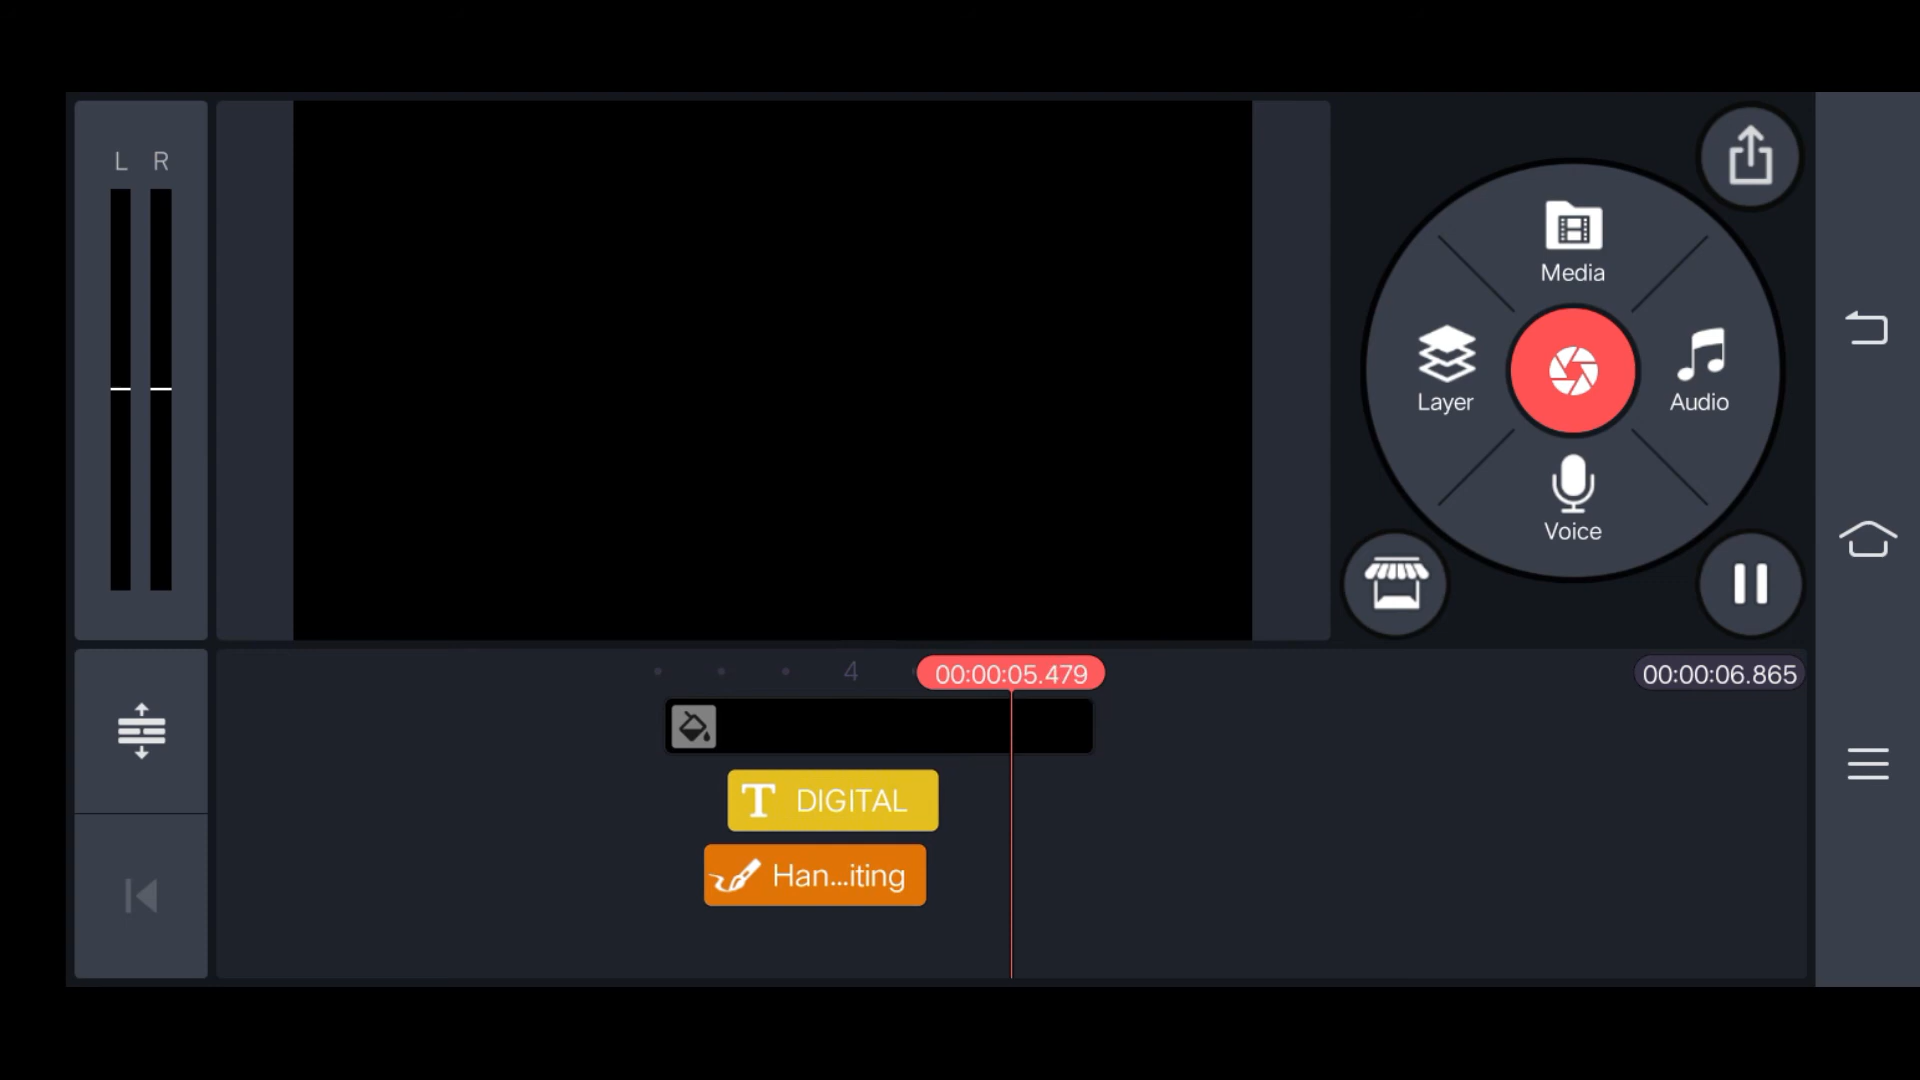 L R
Media
Layer
Audio
Voice
4
00:00:05.479
00:00:06.865
T DIGITAL
Han...iting